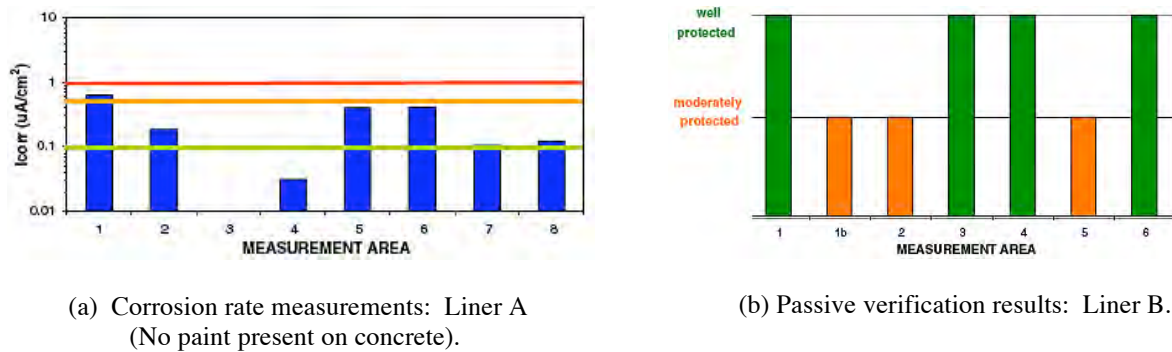 10
1
0.1
0.01
Icorr (uA/cm²)
1 2 3 4 5 6 7 8
MEASUREMENT AREA
(a) Corrosion rate measurements: Liner A
(No paint present on concrete).
well
protected
moderately
protected
1 1b 2 3 4 5 6
MEASUREMENT AREA
(b) Passive verification results: Liner B.